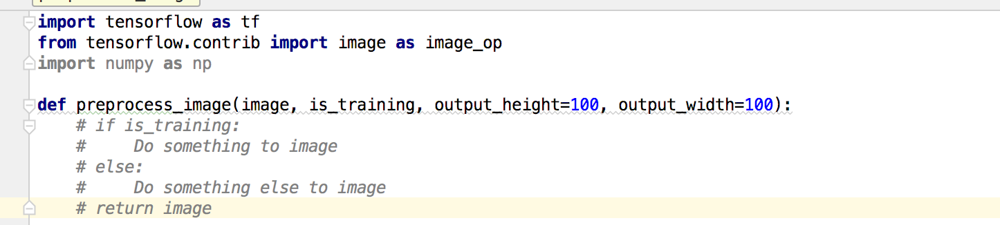 import tensorflow as tf
from tensorflow.contrib import image as image_op
import numpy as np
def preprocess_image(image, is_training, output_height=100, output_width=100):
# if is_training:
#     Do something to image
# else:
#     Do something else to image
# return image